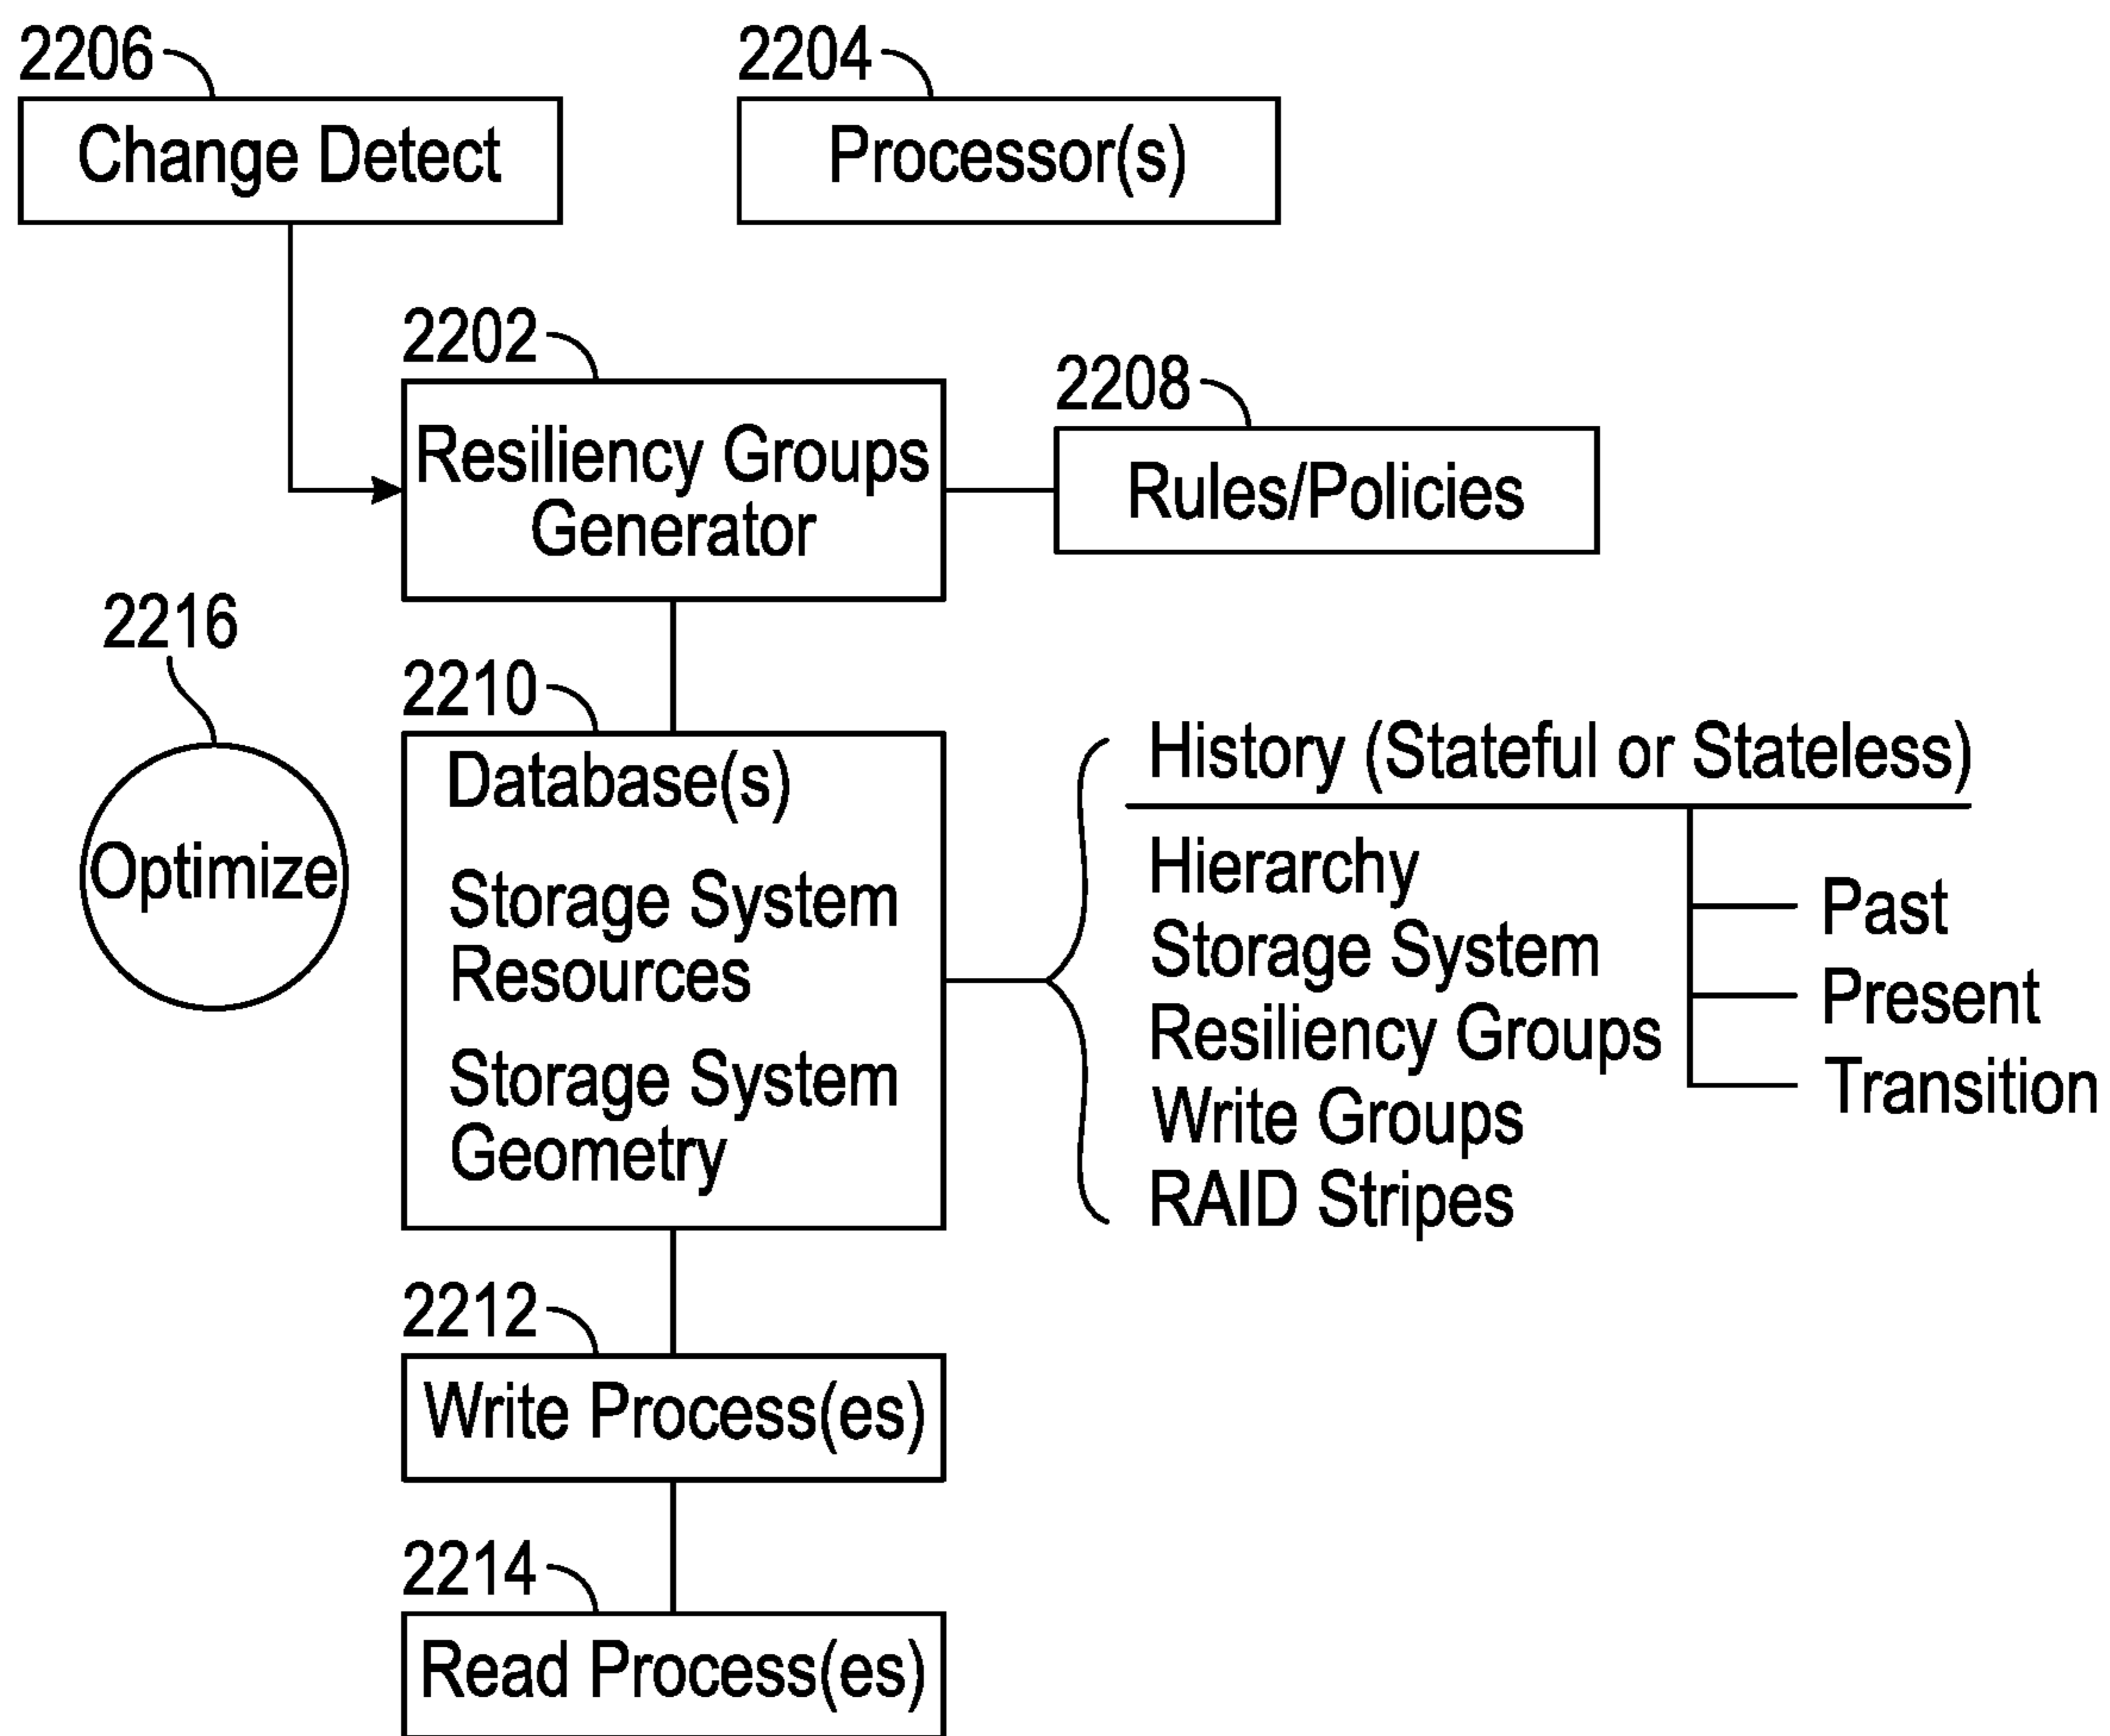 2206
2204
Change Detect
Processor(s)
2202
2208
Resiliency Groups
Generator
Rules/Policies
2216
Optimize
2210
Database(s)
Storage System
Resources
Storage System
Geometry
History (Stateful or Stateless)
Hierarchy
Storage System
Resiliency Groups
Write Groups
RAID Stripes
Past
Present
Transition
2212
Write Process(es)
2214
Read Process(es)